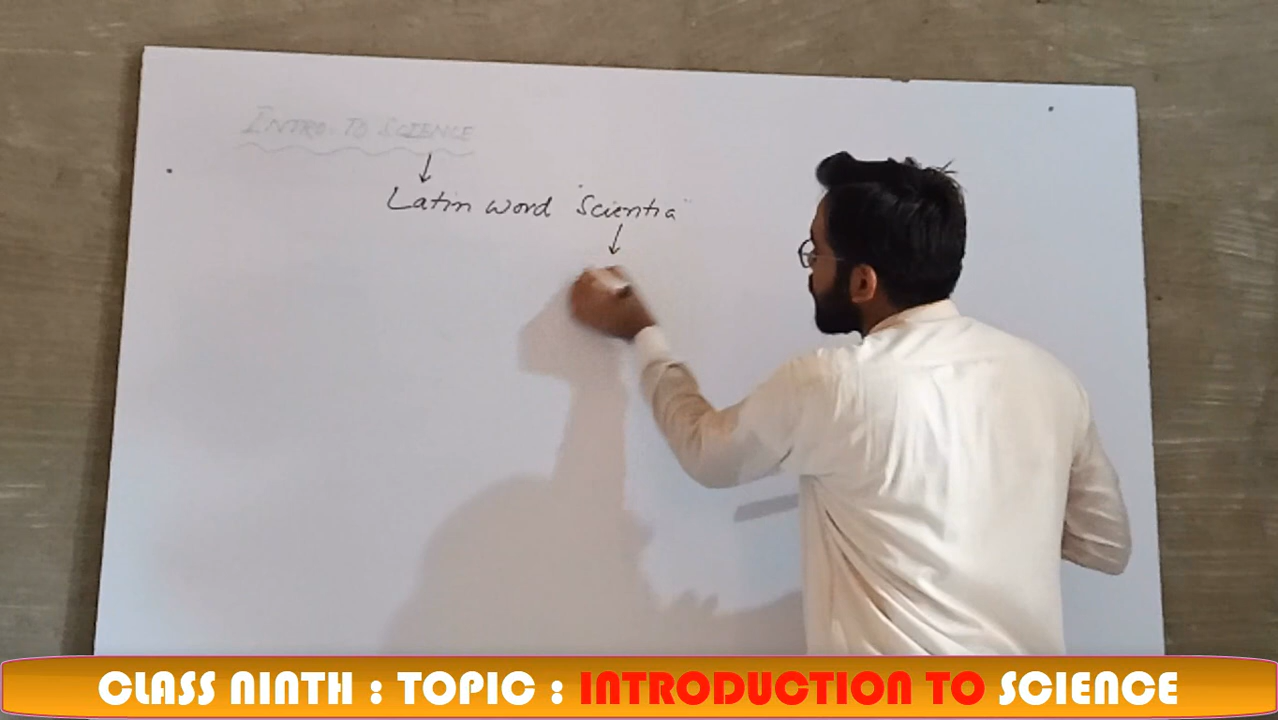 INTRO. TO SCIENCE
Latin word "Scientia"
CLASS NINTH : TOPIC : INTRODUCTION TO SCIENCE